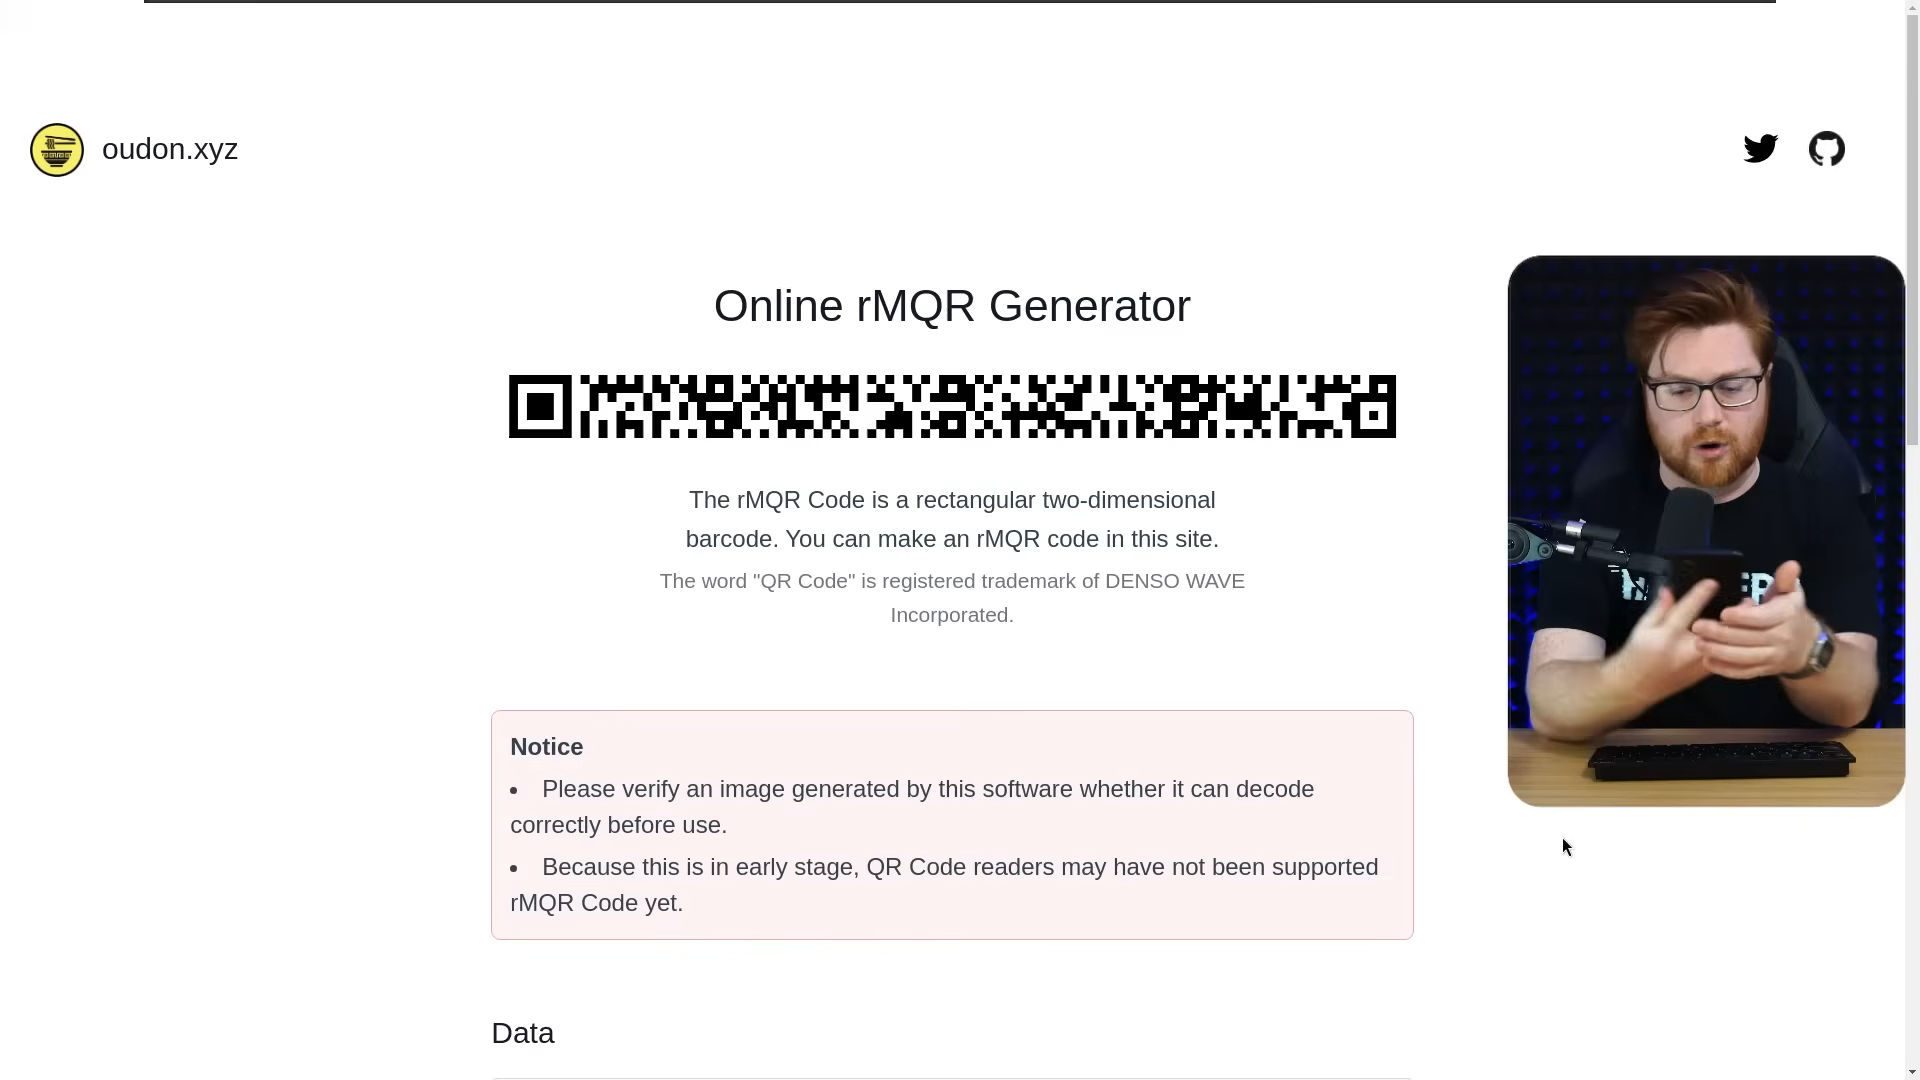 oudon.xyz
Online rMQR Generator
The rMQR Code is a rectangular two-dimensional
barcode. You can make an rMQR code in this site.
The word "QR Code" is registered trademark of DENSO WAVE
Incorporated.
Notice
• Please verify an image generated by this software whether it can decode
correctly before use.
• Because this is in early stage, QR Code readers may have not been supported
rMQR Code yet.
Data